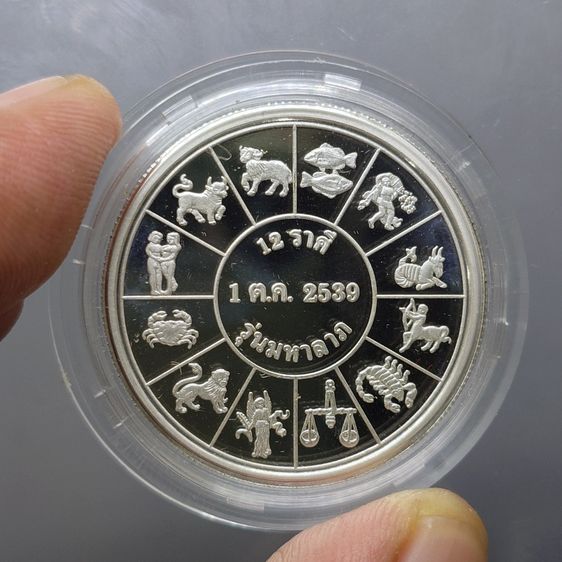 12 ราศี
1 ต.ค. 2539
รุ่นมหาลาภ